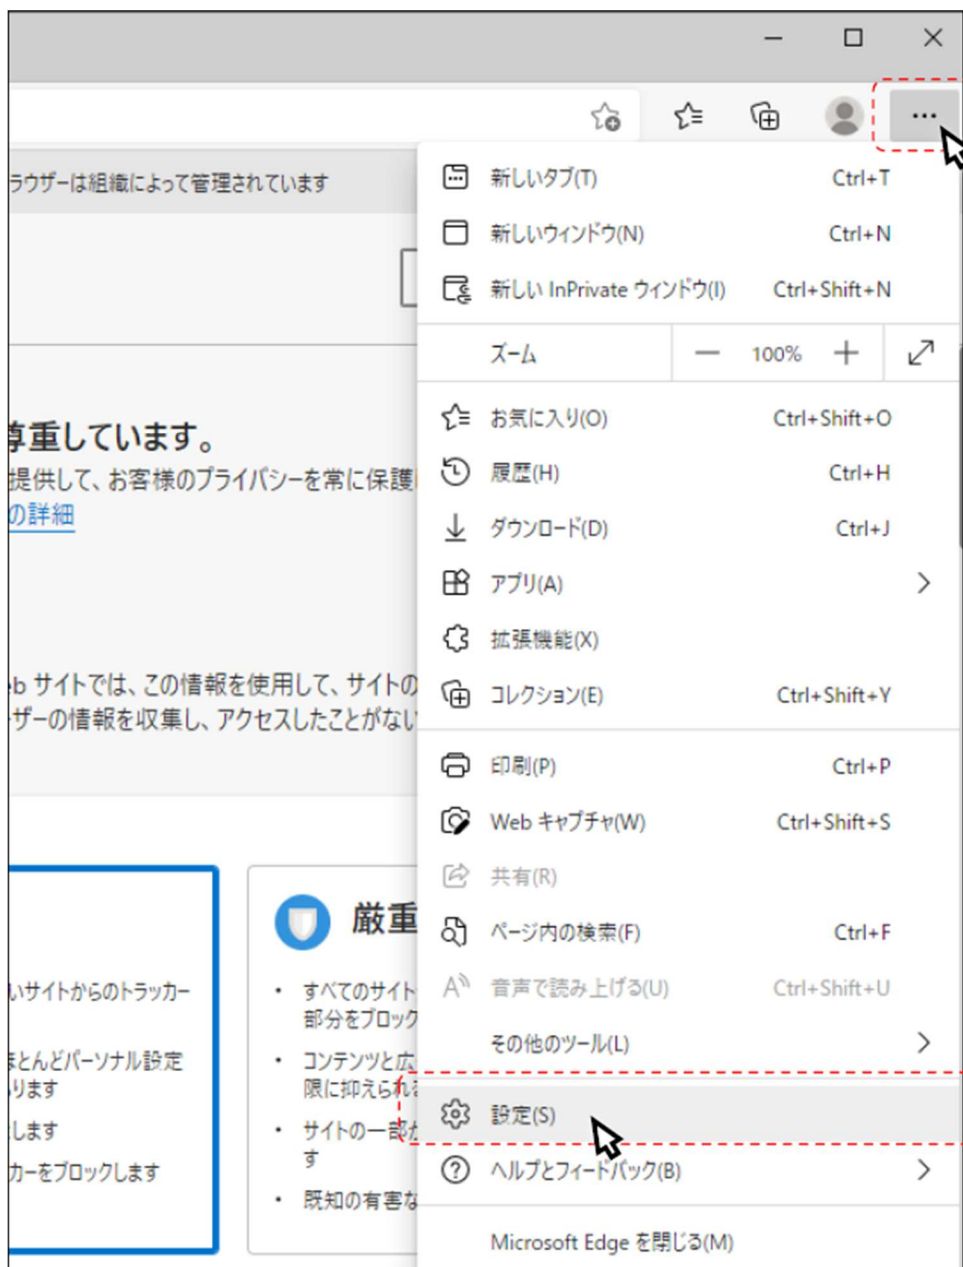 ラウザーは組織によって管理されています
新しいタブ(T) Ctrl+T
新しいウィンドウ(N) Ctrl+N
新しい InPrivate ウィンドウ(I) Ctrl+Shift+N
ズーム 100%
お気に入り(O) Ctrl+Shift+O
履歴(H) Ctrl+H
ダウンロード(D) Ctrl+J
アプリ(A)
拡張機能(X)
コレクション(E) Ctrl+Shift+Y
印刷(P) Ctrl+P
Web キャプチャ(W) Ctrl+Shift+S
共有(R)
ページ内の検索(F) Ctrl+F
音声で読み上げる(U) Ctrl+Shift+U
その他のツール(L)
設定(S)
ヘルプとフィードバック(B)
Microsoft Edge を閉じる(M)
尊重しています。
提供して、お客様のプライバシーを常に保護
の詳細
eb サイトでは、この情報を使用して、サイトの
ーザーの情報を収集し、アクセスしたことがない
いサイトからのトラッカー
ほとんどパーソナル設定
ります
します
カーをブロックします
厳重
• すべてのサイト
部分をブロック
• コンテンツと広
限に抑えられ
• サイトの一部
す
• 既知の有害な